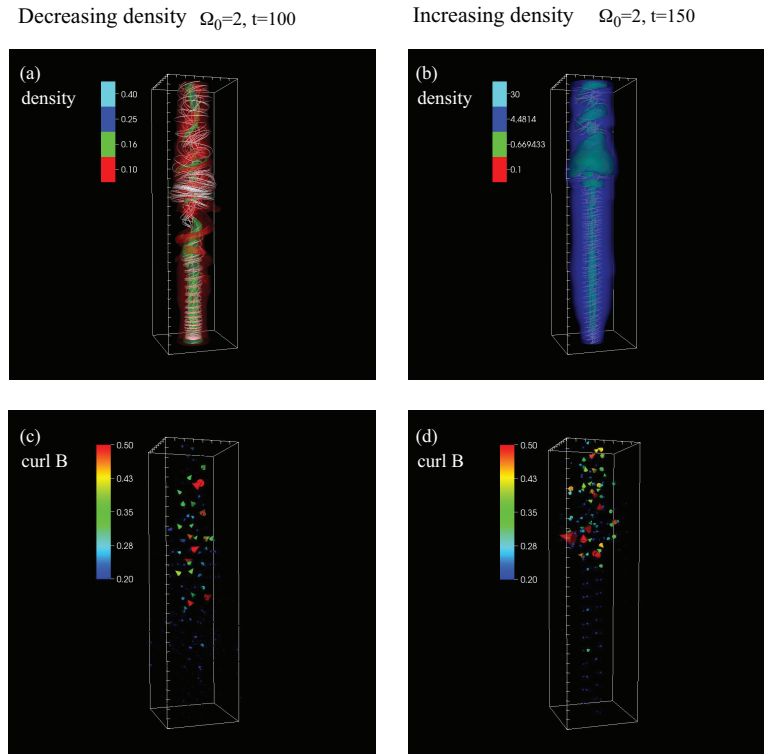 Decreasing density Ω₀=2, t=100
Increasing density Ω₀=2, t=150
(a)
density
0.40
0.25
0.16
0.10
(b)
density
30
4.4814
0.669433
0.1
(c)
curl B
0.50
0.43
0.35
0.28
0.20
(d)
curl B
0.50
0.43
0.35
0.28
0.20